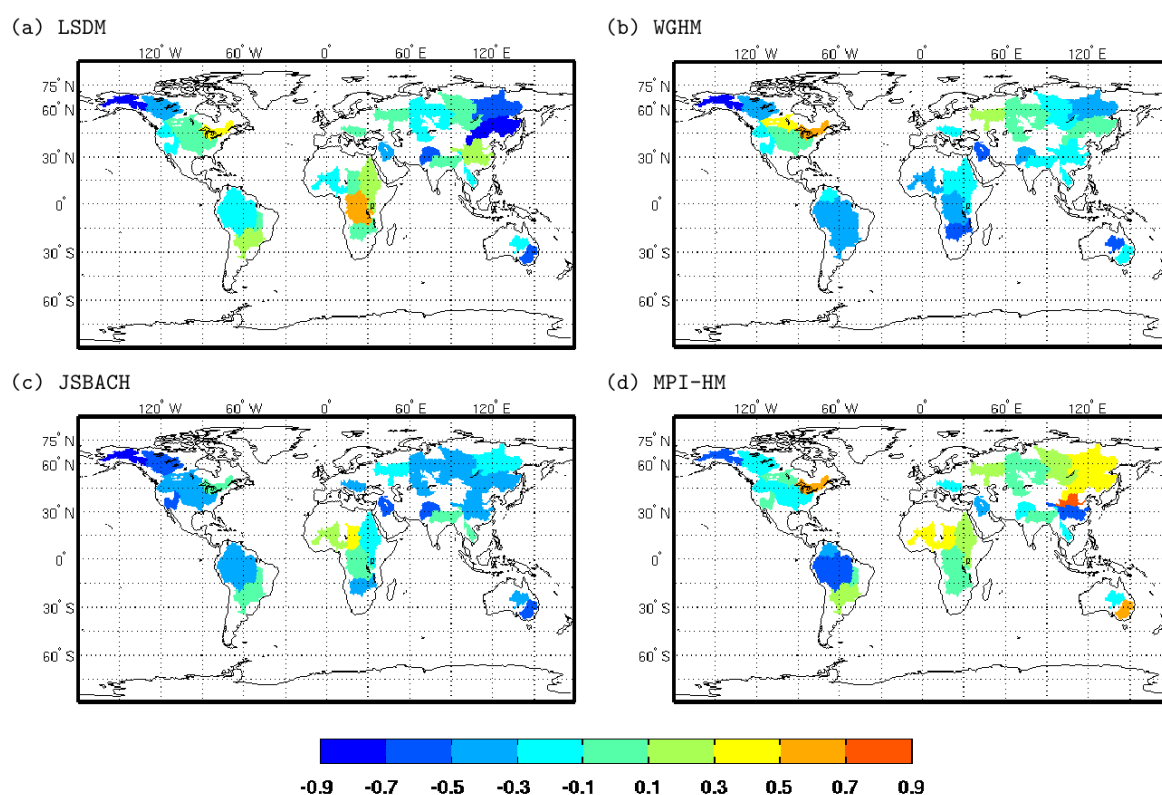 (a) LSDM
(b) WGHM
120° W 60° W 0° 60° E 120° E
120° W 60° W 0° 60° E 120° E
75° N
60° N
30° N
0°
30° S
60° S
75° N
60° N
30° N
0°
30° S
60° S
(c) JSBACH
(d) MPI-HM
120° W 60° W 0° 60° E 120° E
120° W 60° W 0° 60° E 120° E
75° N
60° N
30° N
0°
30° S
60° S
75° N
60° N
30° N
0°
30° S
60° S
-0.9 -0.7 -0.5 -0.3 -0.1 0.1 0.3 0.5 0.7 0.9